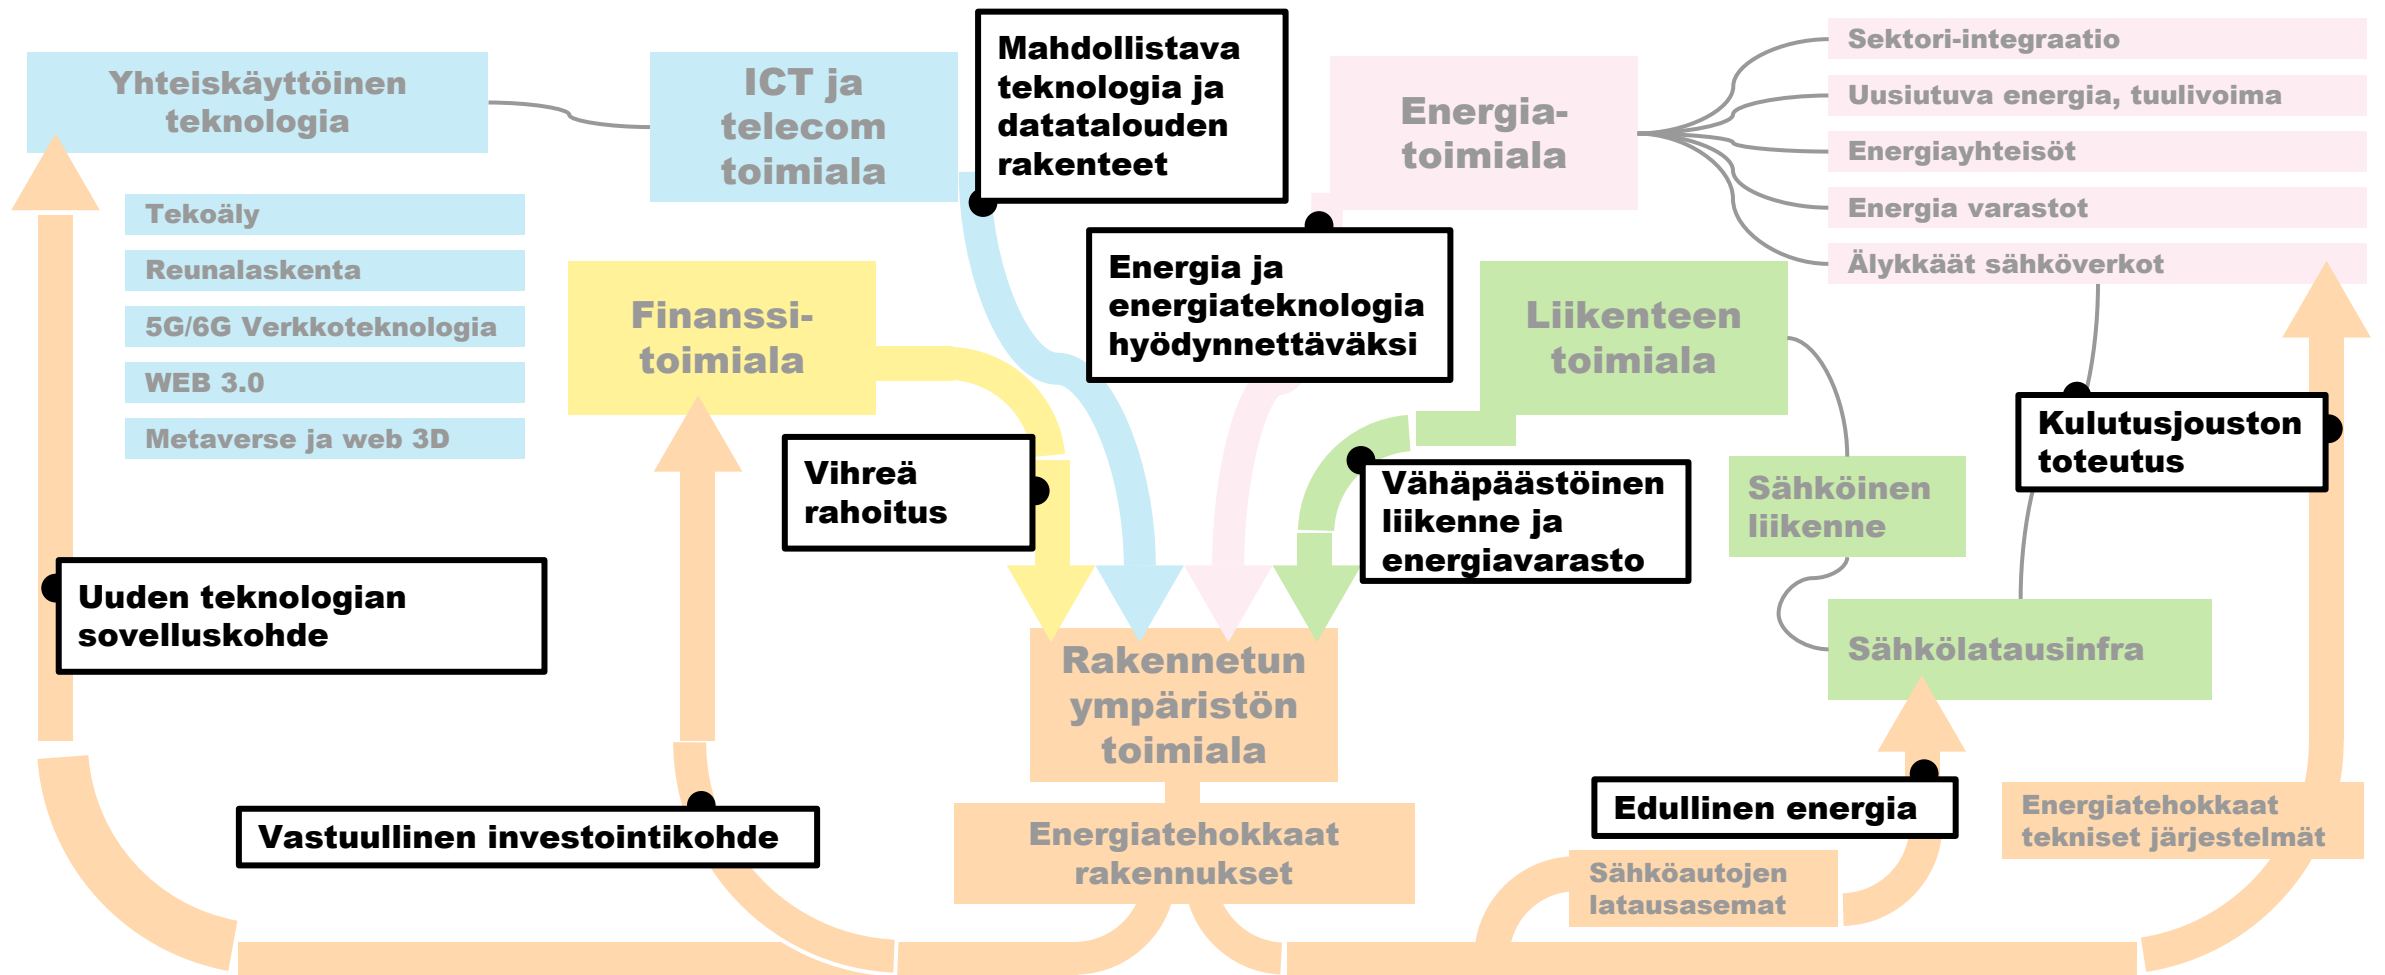 Yhteiskäyttöinen
teknologia
Tekoäly
Reunalaskenta
5G/6G Verkkoteknologia
WEB 3.0
Metaverse ja web 3D
ICT ja
telecom
toimiala
Mahdollistava
teknologia ja
datatalouden
rakenteet
Energia-
toimiala
Sektori-integraatio
Uusiutuva energia, tuulivoima
Energiayhteisöt
Energia varastot
Älykkäät sähköverkot
Finanssi-
toimiala
Energia ja
energiateknologia
hyödynnettäväksi
Liikenteen
toimiala
Kulutusjouston
toteutus
Vihreä
rahoitus
Vähäpäästöinen
liikenne ja
energiavarasto
Sähköinen
liikenne
Uuden teknologian
sovelluskohde
Rakennetun
ympäristön
toimiala
Sähkölatausinfra
Vastuullinen investointikohde
Energiatehokkaat
rakennukset
Edullinen energia
Sähköautojen
latausasemat
Energiatehokkaat
tekniset järjestelmät